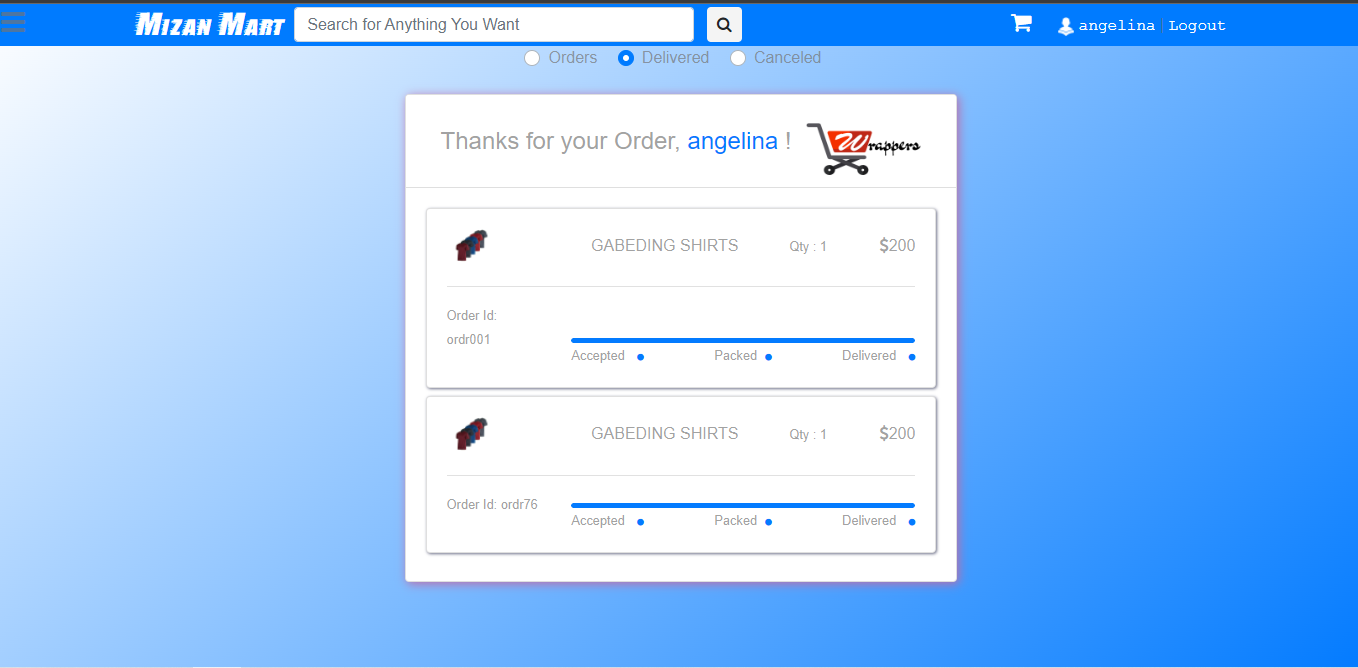 Mizan Mart Search for Anything You Want angelina Logout
Orders Delivered Canceled
Thanks for your Order, angelina ! Wrappers
GABEDING SHIRTS Qty : 1 $200
Order Id:
ordr001
Accepted Packed Delivered
GABEDING SHIRTS Qty : 1 $200
Order Id: ordr76
Accepted Packed Delivered